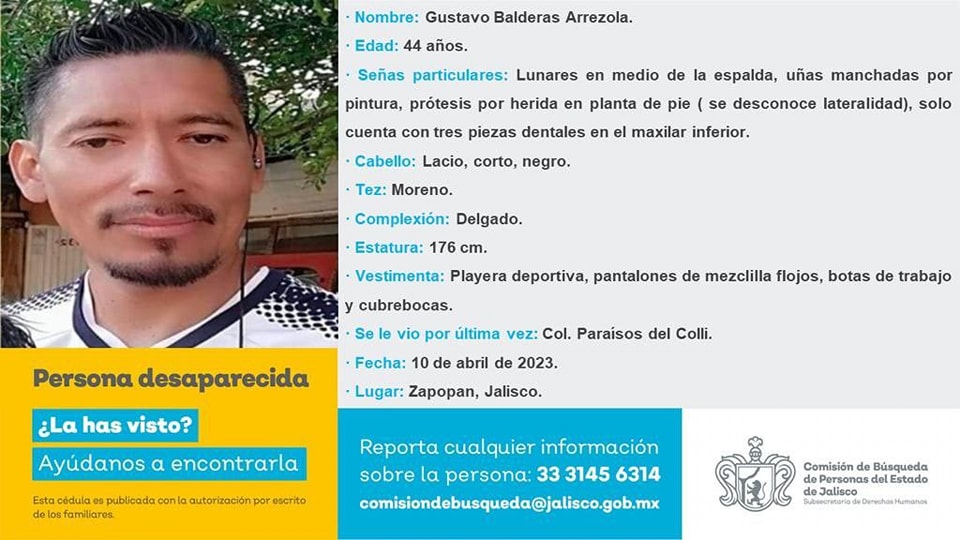 · Nombre: Gustavo Balderas Arrezola.
· Edad: 44 años.
· Señas particulares: Lunares en medio de la espalda, uñas manchadas por
pintura, prótesis por herida en planta de pie ( se desconoce lateralidad), solo
cuenta con tres piezas dentales en el maxilar inferior.
· Cabello: Lacio, corto, negro.
· Tez: Moreno.
· Complexión: Delgado.
· Estatura: 176 cm.
· Vestimenta: Playera deportiva, pantalones de mezclilla flojos, botas de trabajo
y cubrebocas.
· Se le vio por última vez: Col. Paraísos del Colli.
· Fecha: 10 de abril de 2023.
· Lugar: Zapopan, Jalisco.
Persona desaparecida
¿La has visto?
Ayúdanos a encontrarla
Esta cédula es publicada con la autorización por escrito
de los familiares.
Reporta cualquier información
sobre la persona: 33 3145 6314
comisiondebusqueda@jalisco.gob.mx
Comisión de Búsqueda
de Personas del Estado
de Jalisco
Subsecretaría de Derechos Humanos